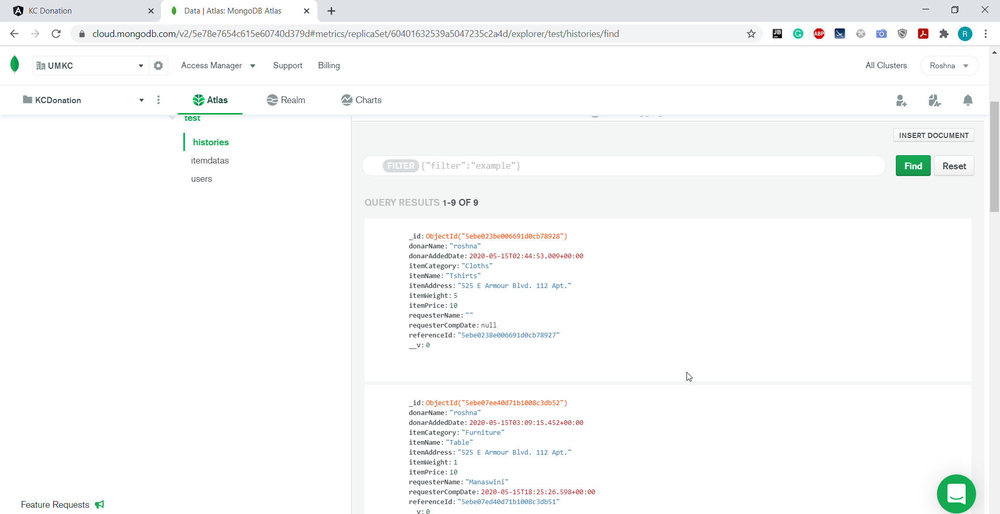 KC Donation
Data | Atlas: MongoDB Atlas
cloud.mongodb.com/v2/5e78e7654c615e60740d379d#metrics/replicaSet/60401632539a5047235c2a4d/explorer/test/histories/find
JB
ABP
R
UMKC
Access Manager
Support
Billing
All Clusters
Roshna
KCDonation
Atlas
Realm
Charts
test
histories
itemdatas
users
INSERT DOCUMENT
FILTER {"filter":"example"}
Find
Reset
QUERY RESULTS 1-9 OF 9
_id: ObjectId("5ebe023be006691d0cb78928")
donarName: "roshna"
donarAddedDate: 2020-05-15T02:44:53.009+00:00
itemCategory: "Cloths"
itemName: "Tshirts"
itemAddress: "525 E Armour Blvd. 112 Apt."
itemWeight: 5
itemPrice: 10
requesterName: ""
requesterCompDate: null
referenceId: "5ebe0238e006691d0cb78927"
__v: 0
_id: ObjectId("5ebe07ee40d71b1008c3db52")
donarName: "roshna"
donarAddedDate: 2020-05-15T03:09:15.452+00:00
itemCategory: "Furniture"
itemName: "Table"
itemAddress: "525 E Armour Blvd. 112 Apt."
itemWeight: 1
itemPrice: 10
requesterName: "Manaswini"
requesterCompDate: 2020-05-15T18:25:26.598+00:00
referenceId: "5ebe07ed40d71b1008c3db51"
__v: 0
Feature Requests